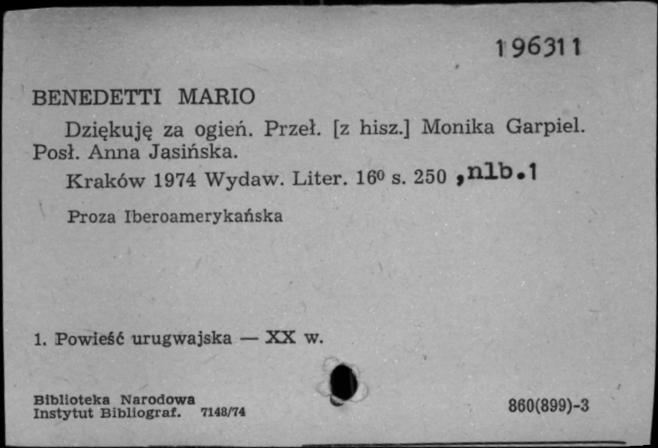 196311
BENEDETTI MARIO
Dziękuję za ogień. Przeł. [z hisz.] Monika Garpiel.
Posł. Anna Jasińska.
Kraków 1974 Wydaw. Liter. 16⁰ s. 250 ,nlb.1
Proza Iberoamerykańska
1. Powieść urugwajska — XX w.
Biblioteka Narodowa
Instytut Bibliograf. 7148/74
860(899)-3